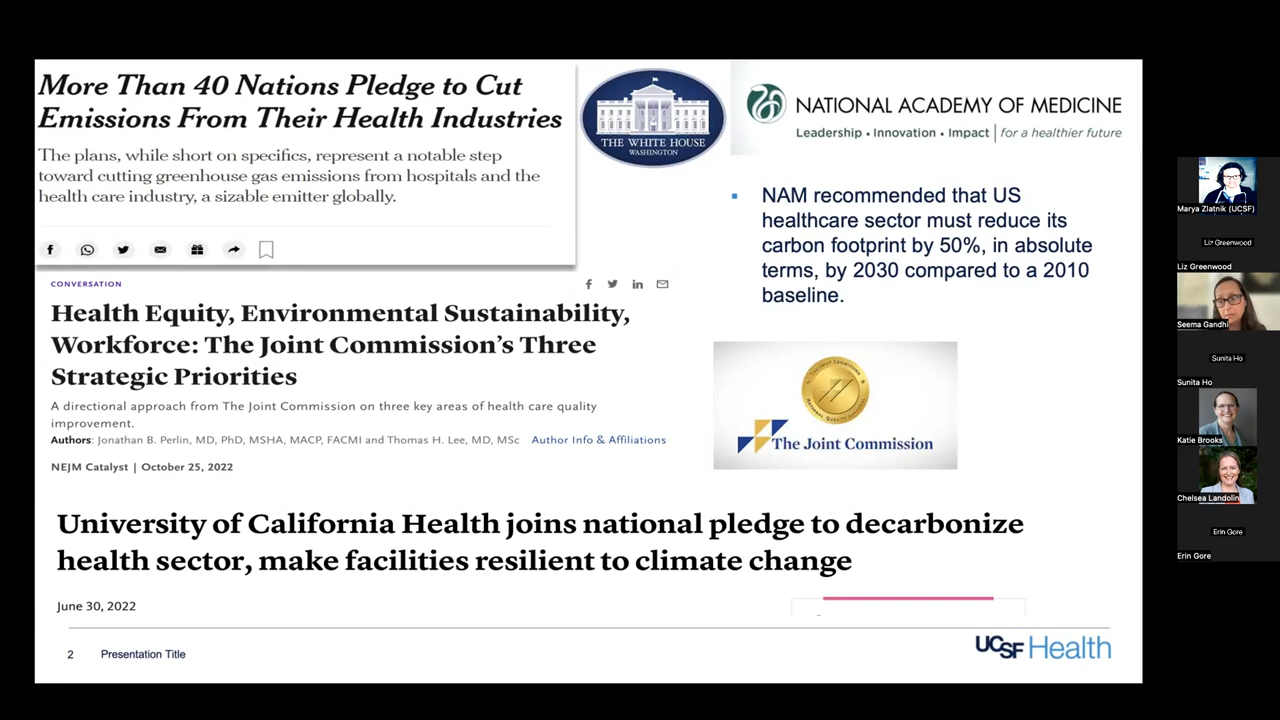 More Than 40 Nations Pledge to Cut
Emissions From Their Health Industries
The plans, while short on specifics, represent a notable step
toward cutting greenhouse gas emissions from hospitals and the
health care industry, a sizable emitter globally.
THE WHITE HOUSE
WASHINGTON
NATIONAL ACADEMY OF MEDICINE
Leadership • Innovation • Impact | for a healthier future
▪ NAM recommended that US
healthcare sector must reduce its
carbon footprint by 50%, in absolute
terms, by 2030 compared to a 2010
baseline.
CONVERSATION
Health Equity, Environmental Sustainability,
Workforce: The Joint Commission’s Three
Strategic Priorities
A directional approach from The Joint Commission on three key areas of health care quality
improvement.
Authors: Jonathan B. Perlin, MD, PhD, MSHA, MACP, FACMI and Thomas H. Lee, MD, MSc Author Info & Affiliations
NEJM Catalyst | October 25, 2022
The Joint Commission
University of California Health joins national pledge to decarbonize
health sector, make facilities resilient to climate change
June 30, 2022
2 Presentation Title
UCSF Health
Marya Zlatnik (UCSF)
Liz Greenwood
Liz Greenwood
Seema Gandhi
Sunita Ho
Sunita Ho
Katie Brooks
Chelsea Landolin
Erin Gore
Erin Gore